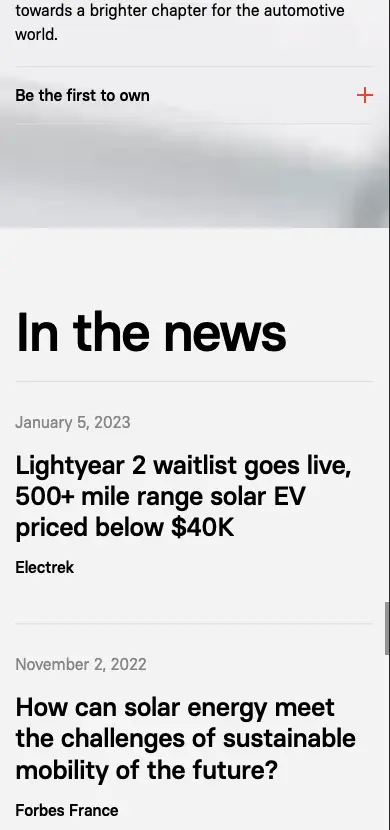 towards a brighter chapter for the automotive
world.
Be the first to own
In the news
January 5, 2023
Lightyear 2 waitlist goes live,
500+ mile range solar EV
priced below $40K
Electrek
November 2, 2022
How can solar energy meet
the challenges of sustainable
mobility of the future?
Forbes France